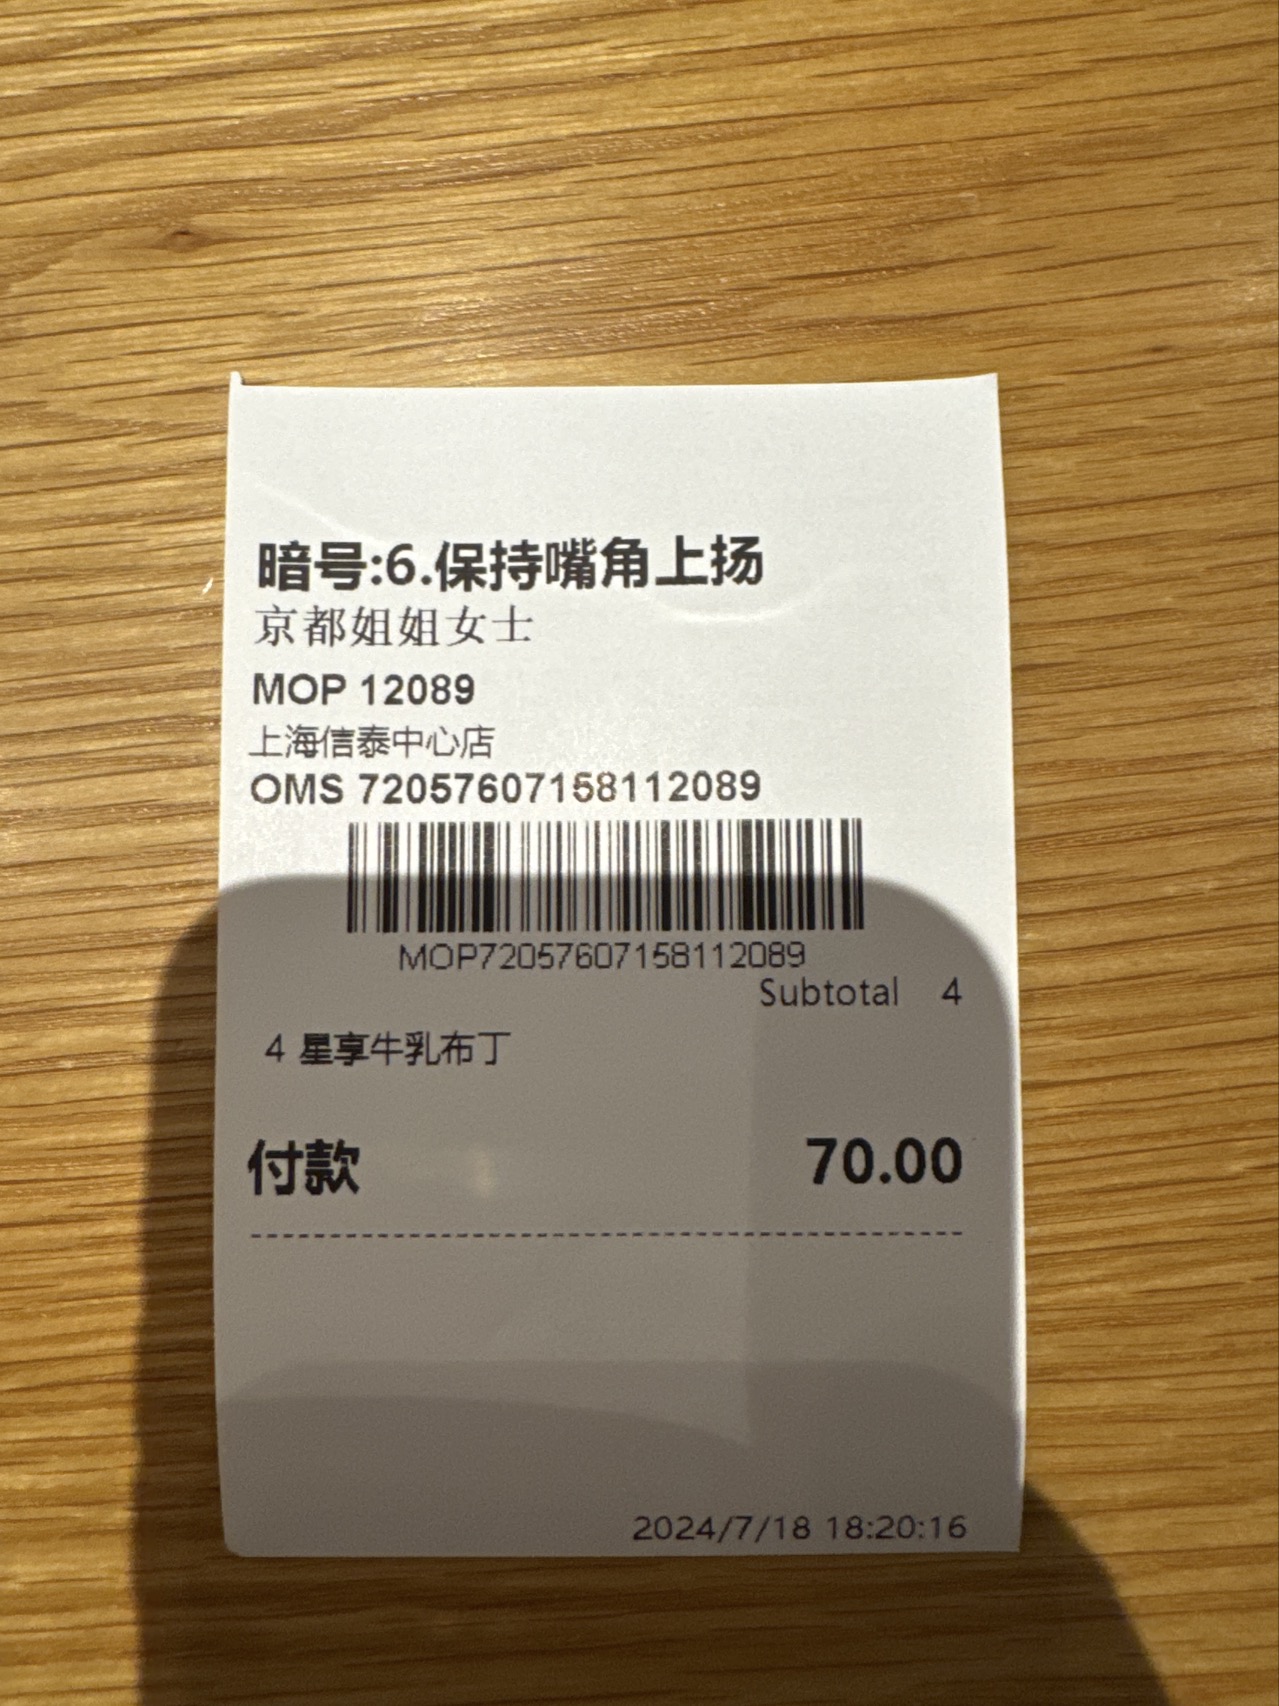 暗号:6.保持嘴角上扬
京都姐姐女士
MOP 12089
上海信泰中心店
OMS 72057607158112089
MOP72057607158112089
Subtotal 4
4 星享牛乳布丁
付款 70.00
2024/7/18 18:20:16